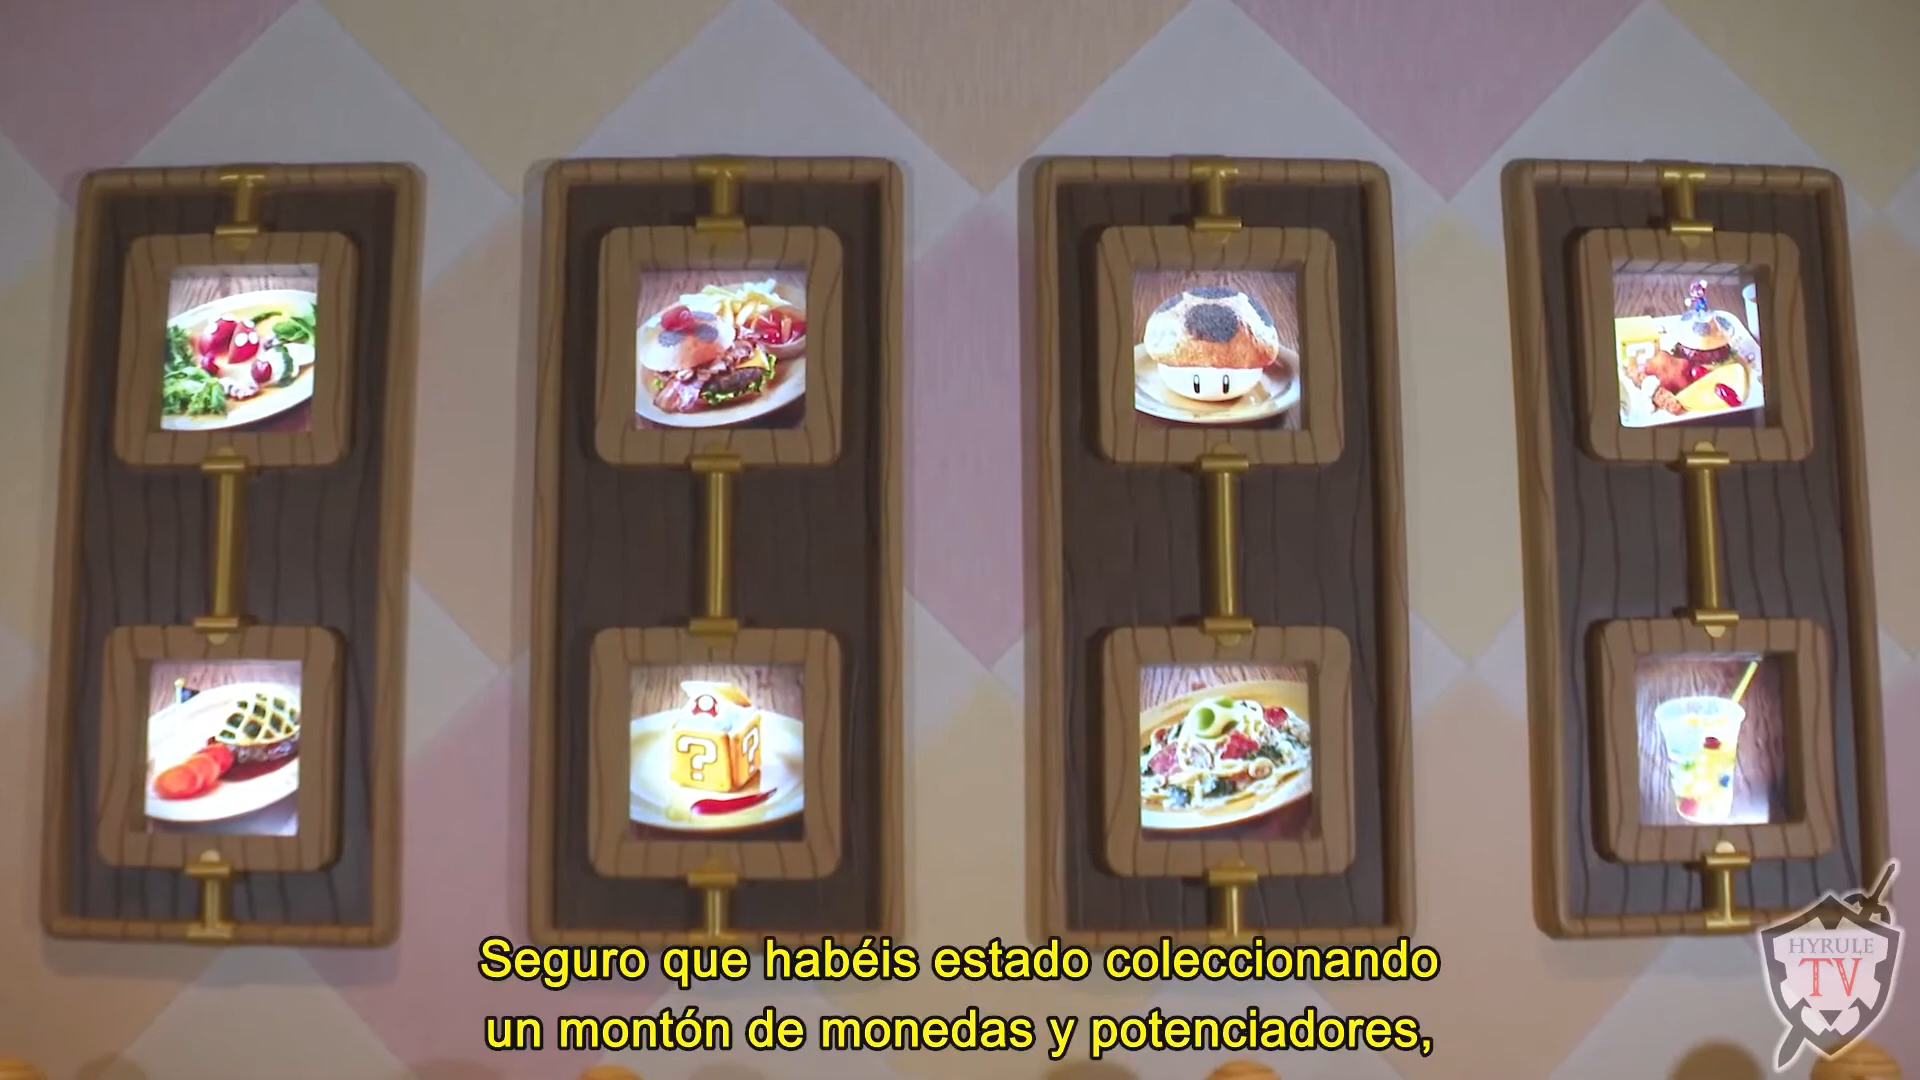 ?
?
?
Seguro que habéis estado coleccionando
un montón de monedas y potenciadores,
HYRULE
TV